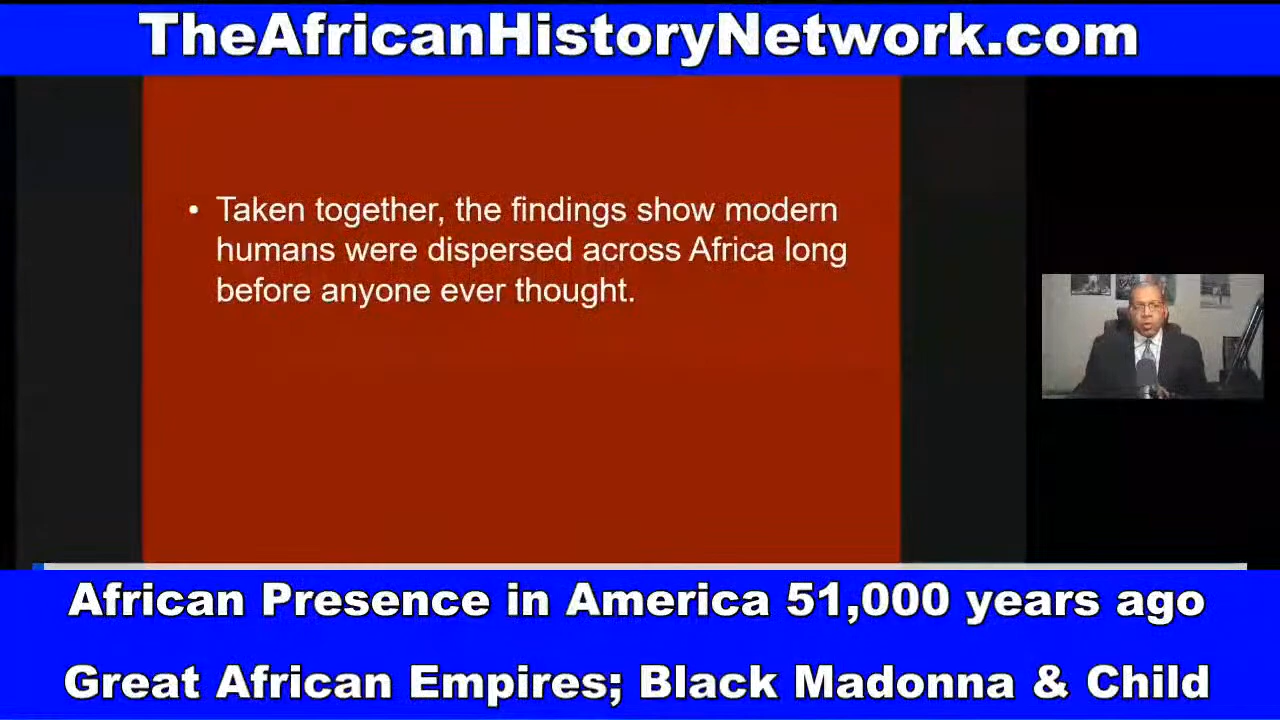 TheAfricanHistoryNetwork.com
• Taken together, the findings show modern
humans were dispersed across Africa long
before anyone ever thought.
African Presence in America 51,000 years ago
Great African Empires; Black Madonna & Child